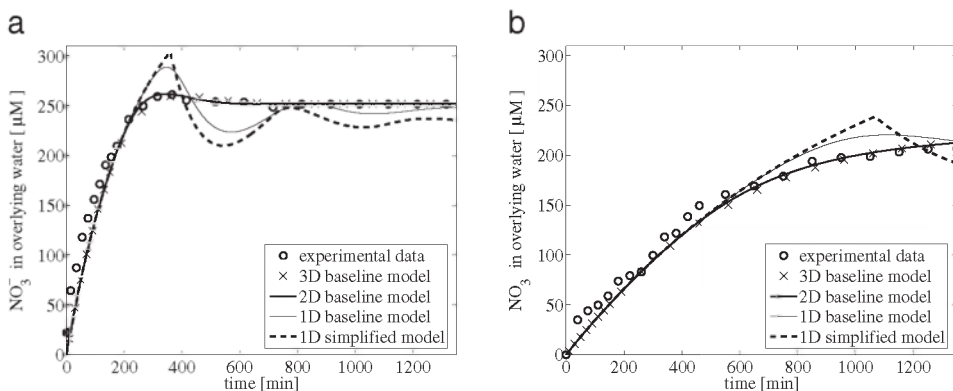 a
NO3− in overlying water [ µM ]
300
250
200
150
100
50
0
0 200 400 600 800 1000 1200
time [min]
experimental data
3D baseline model
2D baseline model
1D baseline model
1D simplified model
b
NO3 in overlying water [ µM ]
300
250
200
150
100
50
0
0 200 400 600 800 1000 1200
time [min]
experimental data
3D baseline model
2D baseline model
1D baseline model
1D simplified model